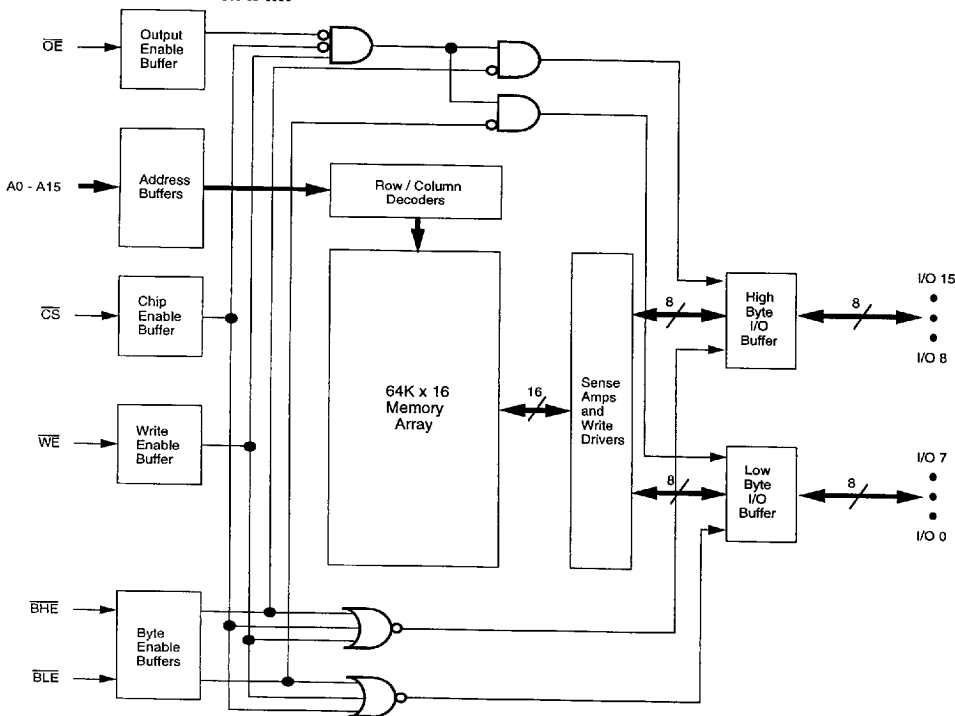 OE
Output
Enable
Buffer
A0 - A15
Address
Buffers
Row / Column
Decoders
CS
Chip
Enable
Buffer
WE
Write
Enable
Buffer
64K x 16
Memory
Array
16
Sense
Amps
and
Write
Drivers
8
High
Byte
I/O
Buffer
8
I/O 15
I/O 8
8
Low
Byte
I/O
Buffer
8
I/O 7
I/O 0
BHE
BLE
Byte
Enable
Buffers